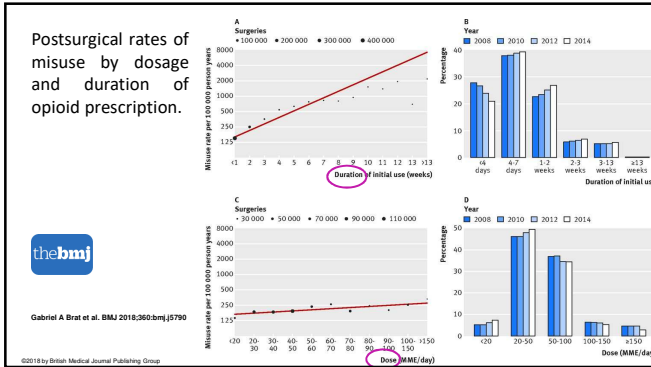 Postsurgical rates of
misuse by dosage
and duration of
opioid prescription.
thebmj
Gabriel A Brat et al. BMJ 2018;360:bmj.j5790
©2018 by British Medical Journal Publishing Group
A
Surgeries
100 000 200 000 300 000 400 000
Misuse rate per 100 000 person years
8000
4000
2000
1000
500
250
125
<1 2 3 4 5 6 7 8 9 10 11 12 13 >13
Duration of initial use (weeks)
B
Year
2008 2010 2012 2014
Percentage
40
30
20
10
0
<4 4-7 1-2 2-3 3-13 ≥13
days days weeks weeks weeks weeks
Duration of initial us
C
Surgeries
30 000 50 000 70 000 90 000 110 000
Misuse rate per 100 000 person years
8000
4000
2000
1000
500
250
125
<20 20- 30- 40- 50- 60- 70- 80- 90- 100- >150
30 40 50 60 70 80 90 100 150
Dose (MME/day)
D
Year
2008 2010 2012 2014
Percentage
50
40
30
20
10
0
<20 20-50 50-100 100-150 ≥150
Dose (MME/day)